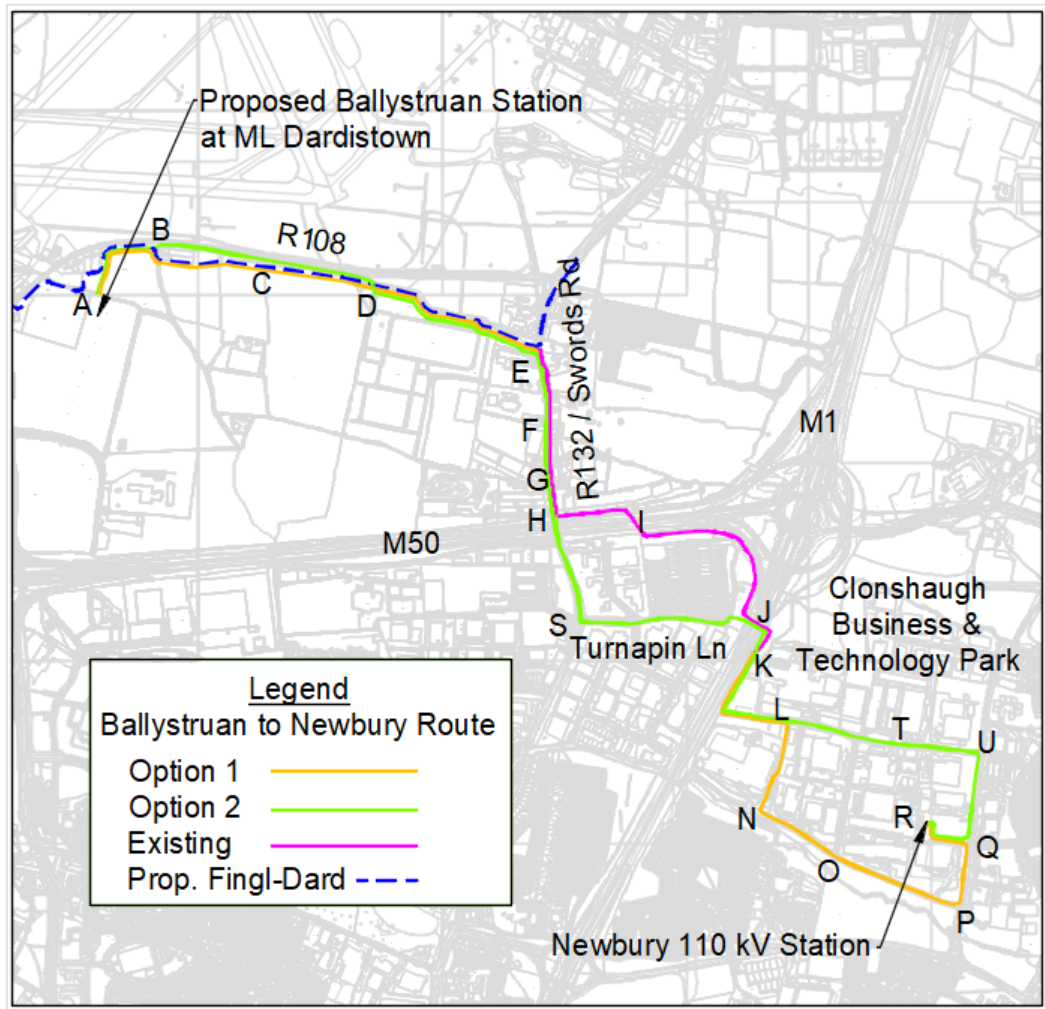 Proposed Ballystruan Station
at ML Dardistown
B
R108
C
A
D
E
R132 / Swords Rd
F
M1
G
H
I
M50
Clonshaugh
Business &
Technology Park
J
S
Turnapin Ln
K
L
T
U
N
R
Q
O
P
Newbury 110 kV Station
Legend
Ballystruan to Newbury Route
Option 1
Option 2
Existing
Prop. Fingl-Dard